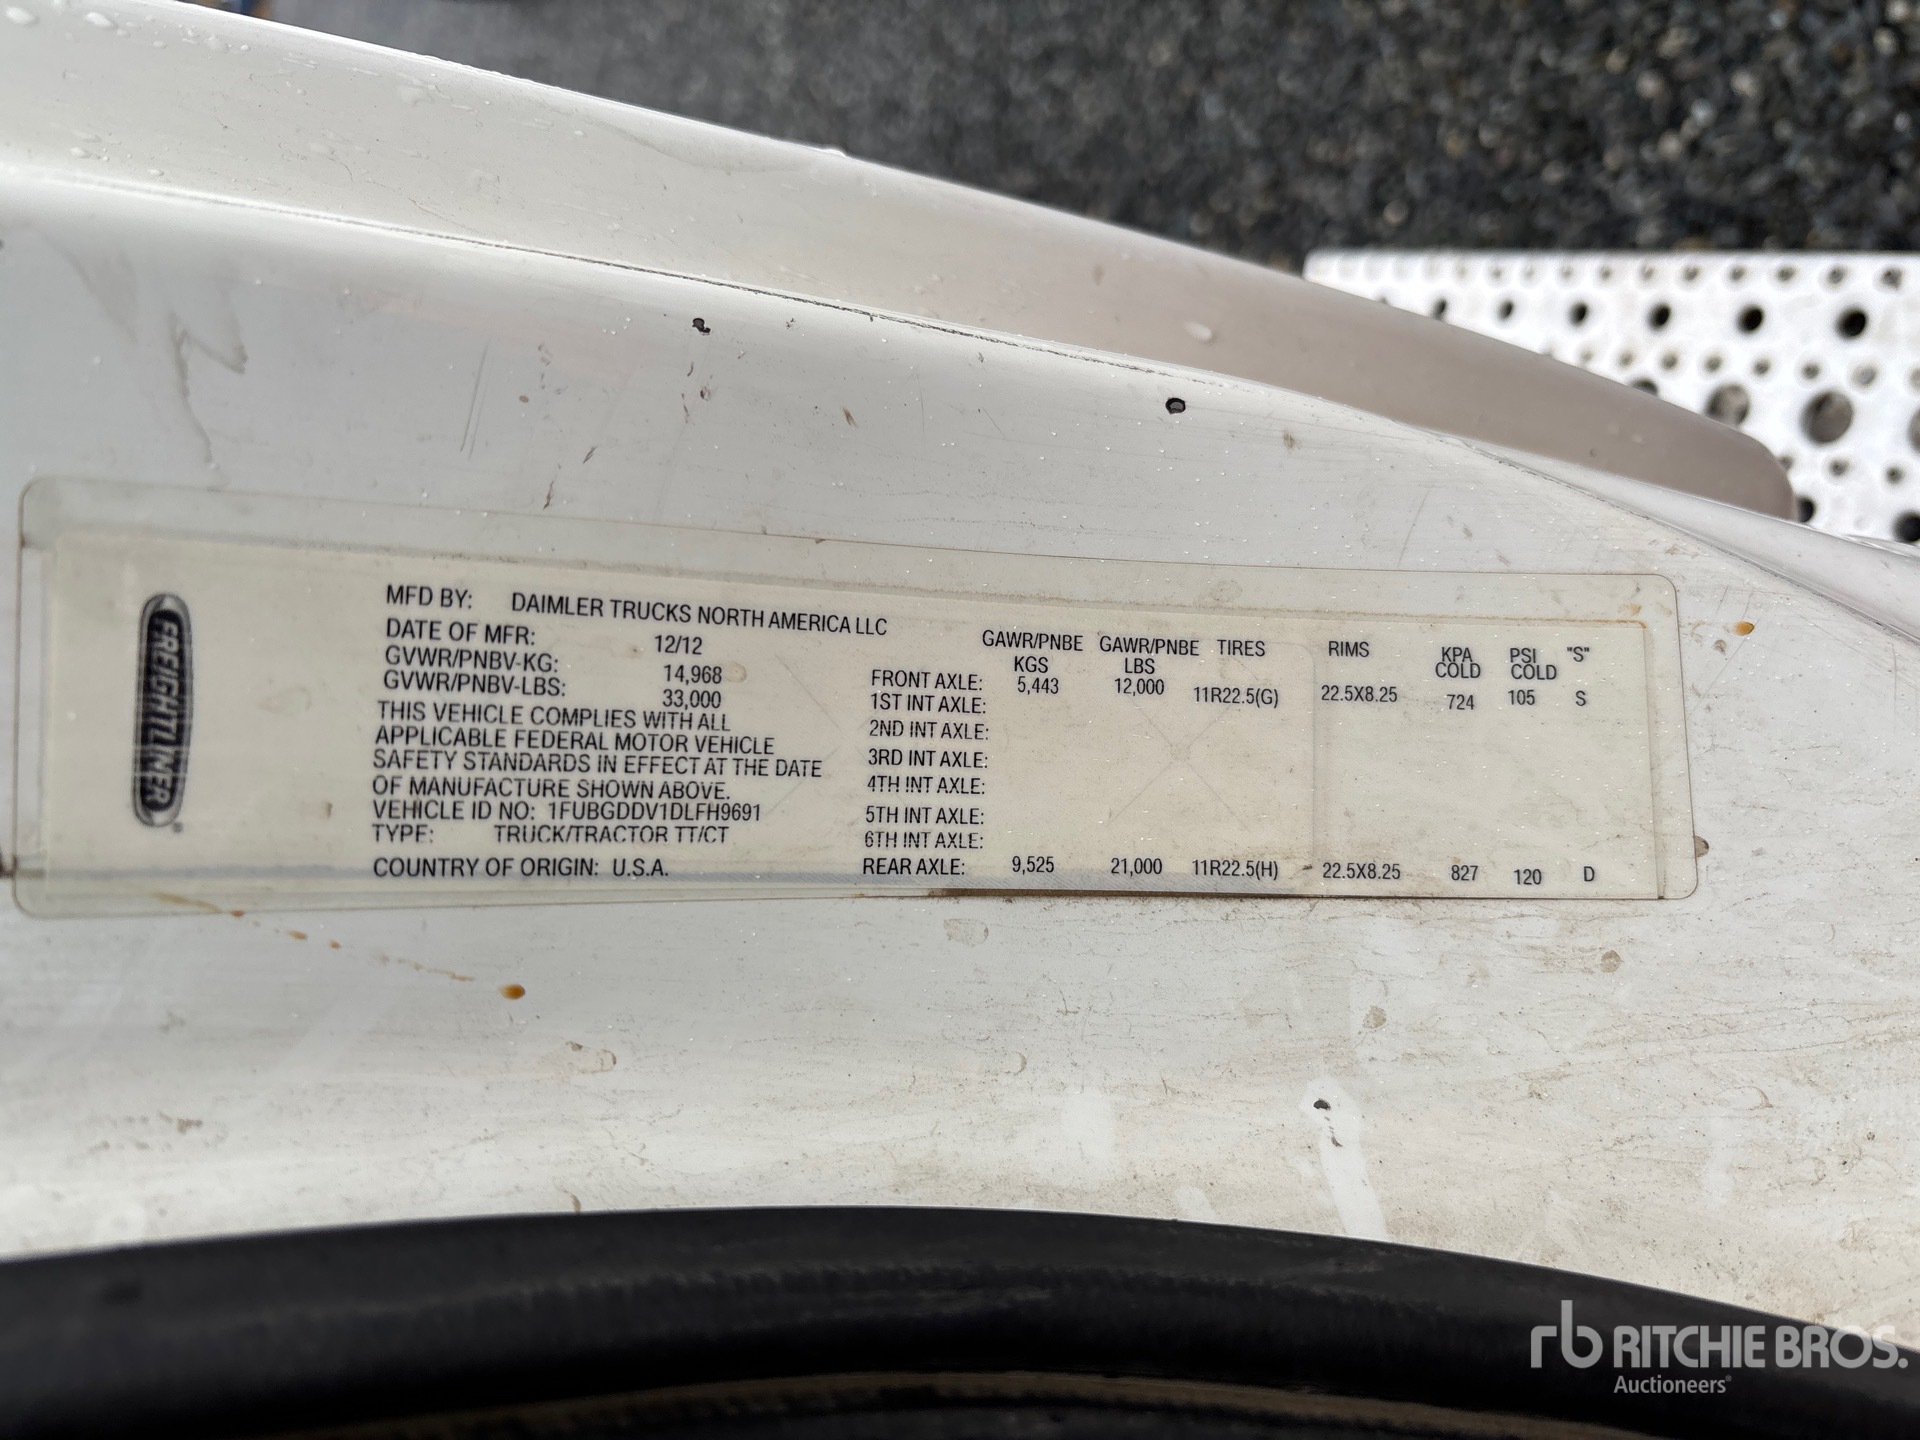 FREIGHTLINER®
MFD BY: DAIMLER TRUCKS NORTH AMERICA LLC
DATE OF MFR: 12/12
GVWR/PNBV-KG: 14,968
GVWR/PNBV-LBS: 33,000
THIS VEHICLE COMPLIES WITH ALL
APPLICABLE FEDERAL MOTOR VEHICLE
SAFETY STANDARDS IN EFFECT AT THE DATE
OF MANUFACTURE SHOWN ABOVE.
VEHICLE ID NO: 1FUBGDDV1DLFH9691
TYPE: TRUCK/TRACTOR TT/CT
COUNTRY OF ORIGIN: U.S.A.
GAWR/PNBE GAWR/PNBE TIRES RIMS KPA PSI "S"
KGS LBS COLD COLD
FRONT AXLE: 5,443 12,000 11R22.5(G) 22.5X8.25 724 105 S
1ST INT AXLE:
2ND INT AXLE:
3RD INT AXLE:
4TH INT AXLE:
5TH INT AXLE:
6TH INT AXLE:
REAR AXLE: 9,525 21,000 11R22.5(H) 22.5X8.25 827 120 D
rb RITCHIE BROS.
Auctioneers®